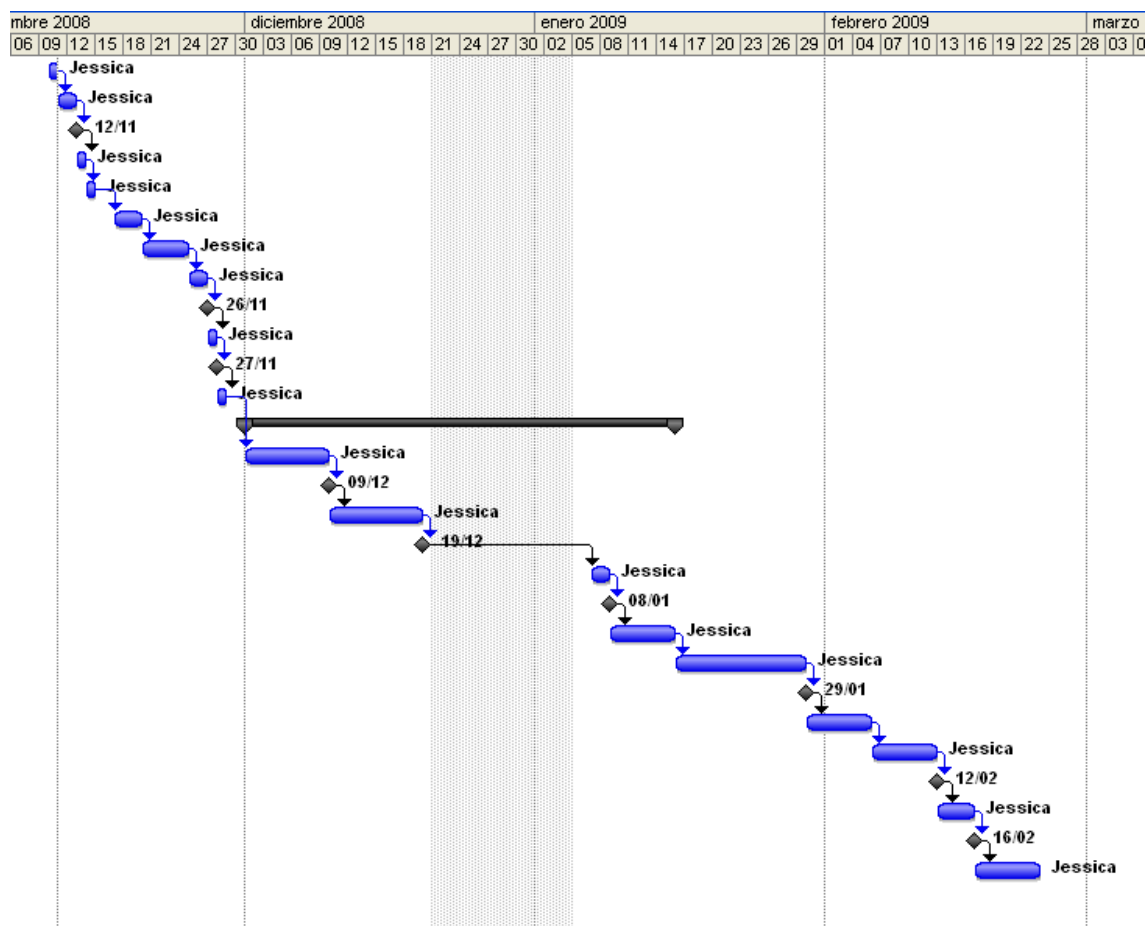 mbre 2008 diciembre 2008 enero 2009 febrero 2009 marzo
06 09 12 15 18 21 24 27 30 03 06 09 12 15 18 21 24 27 30 02 05 08 11 14 17 20 23 26 29 01 04 07 10 13 16 19 22 25 28 03 0
Jessica
Jessica
12/11
Jessica
Jessica
Jessica
Jessica
Jessica
26/11
Jessica
27/11
Jessica
Jessica
09/12
Jessica
19/12
Jessica
08/01
Jessica
Jessica
29/01
Jessica
Jessica
12/02
Jessica
16/02
Jessica